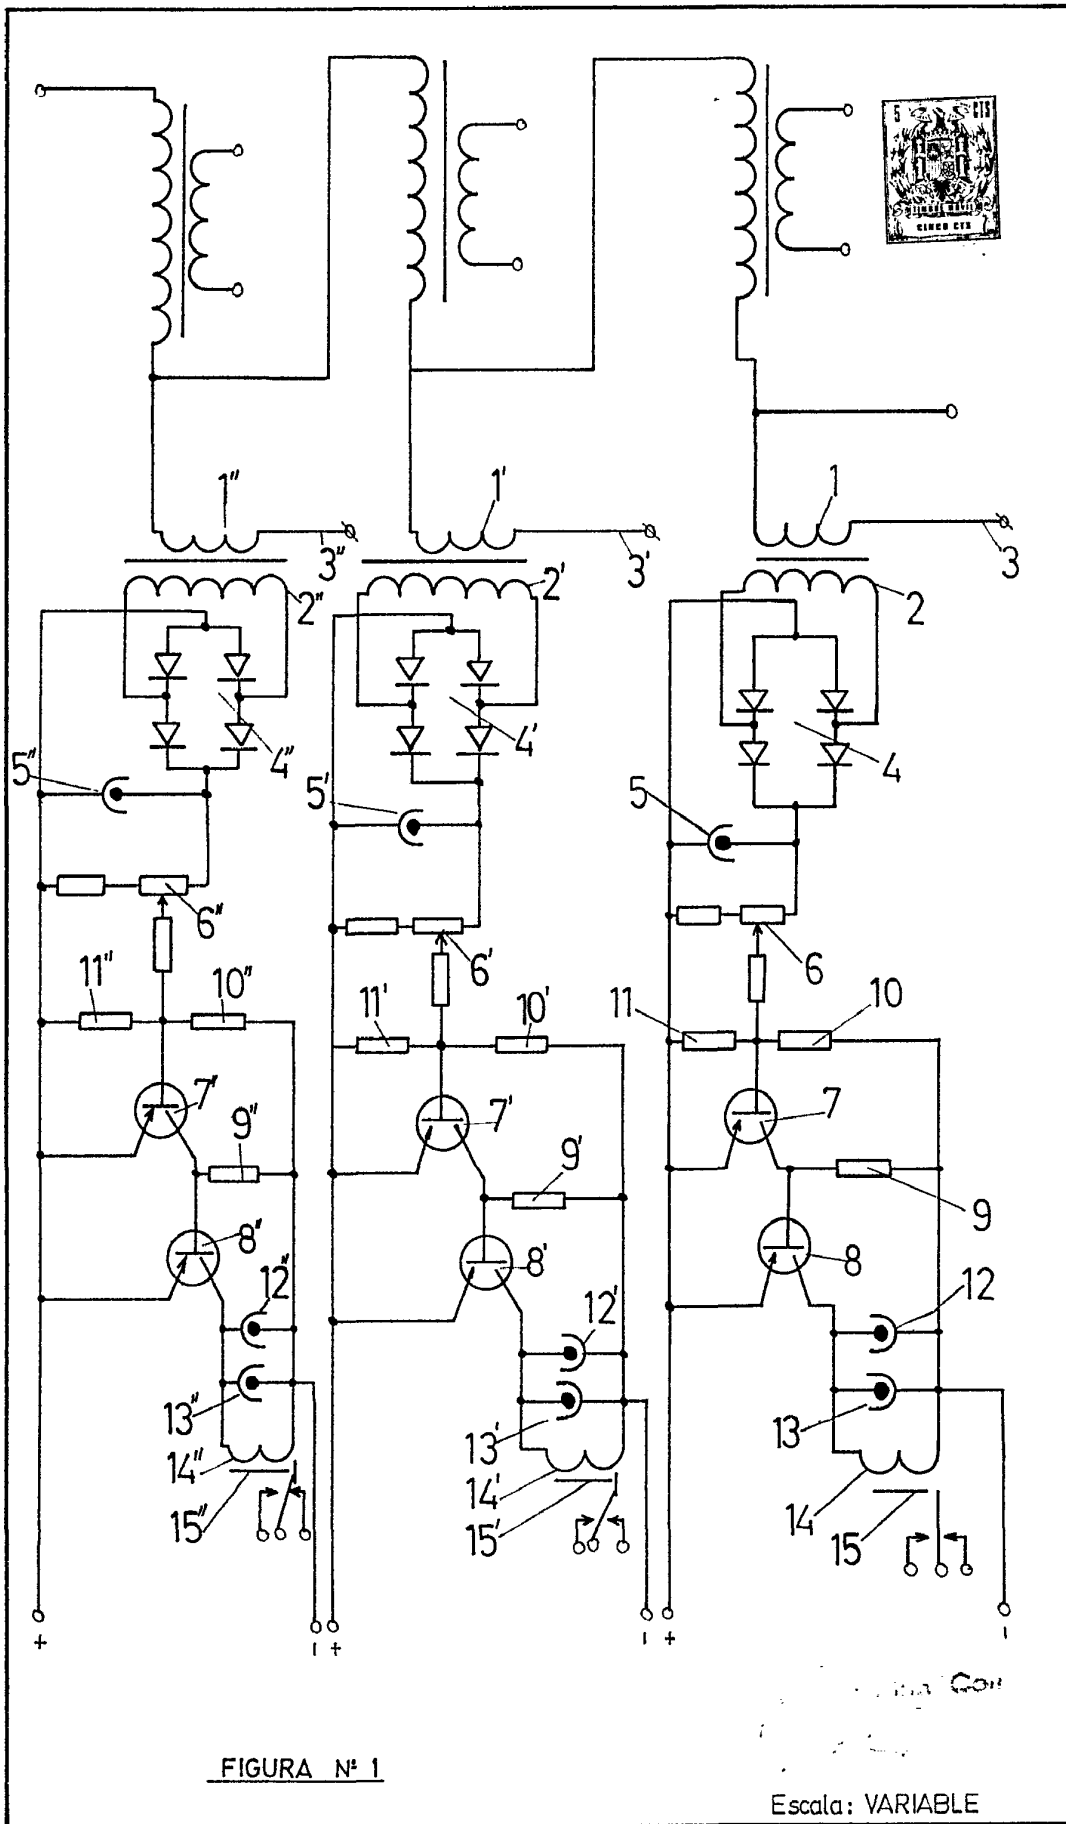 5 CTS
TIMBRE MOVIL
CINCO CTS
1" 1' 1
3" 3' 3
2" 2' 2
4" 4' 4
5" 5' 5
6" 6' 6
11" 10" 11' 10' 11 10
7" 7' 7
9" 9' 9
8" 8' 8
12" 12' 12
13" 13' 13
14" 14' 14
15" 15' 15
+ - + - + -
FIGURA Nº 1
Escala: VARIABLE